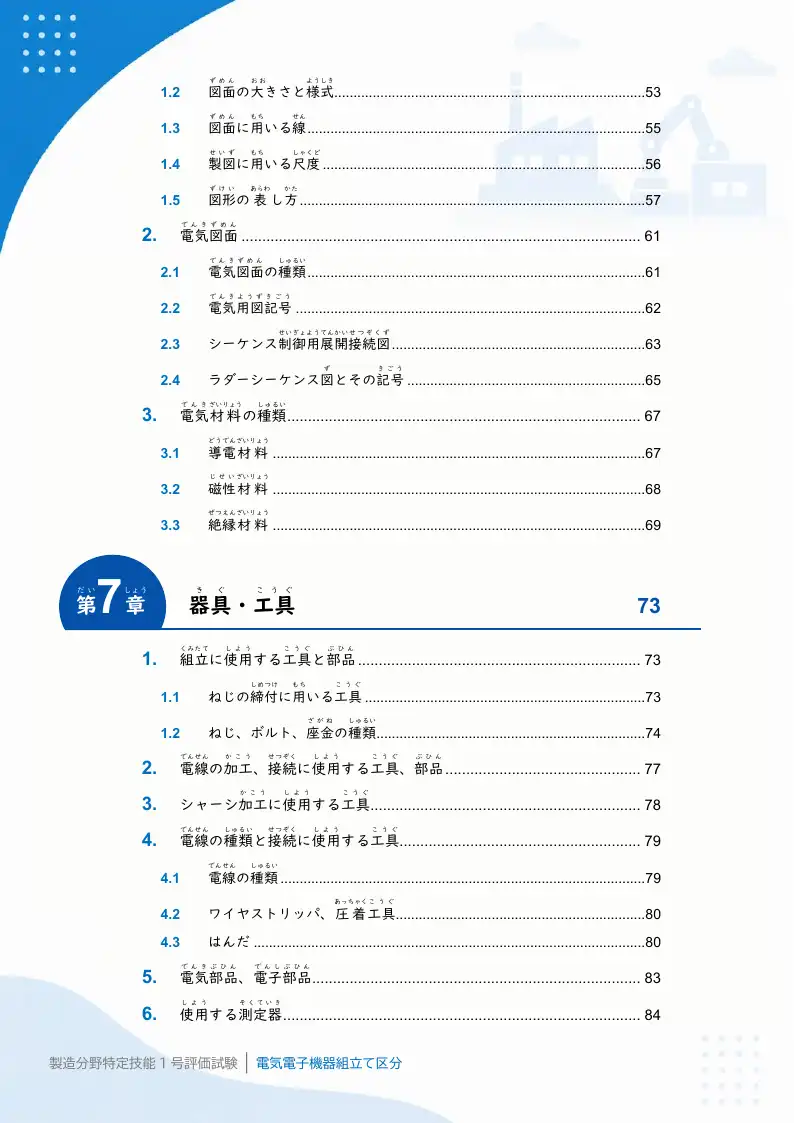 1.2 図面の大きさと様式 53
1.3 図面に用いる線 55
1.4 製図に用いる尺度 56
1.5 図形の表し方 57
2. 電気図面 61
2.1 電気図面の種類 61
2.2 電気用図記号 62
2.3 シーケンス制御用展開接続図 63
2.4 ラダーシーケンス図とその記号 65
3. 電気材料の種類 67
3.1 導電材料 67
3.2 磁性材料 68
3.3 絶縁材料 69
第7章 器具・工具 73
1. 組立に使用する工具と部品 73
1.1 ねじの締付に用いる工具 73
1.2 ねじ、ボルト、座金の種類 74
2. 電線の加工、接続に使用する工具、部品 77
3. シャーシ加工に使用する工具 78
4. 電線の種類と接続に使用する工具 79
4.1 電線の種類 79
4.2 ワイヤストリッパ、圧着工具 80
4.3 はんだ 80
5. 電気部品、電子部品 83
6. 使用する測定器 84
製造分野特定技能1号評価試験 | 電気電子機器組立て区分